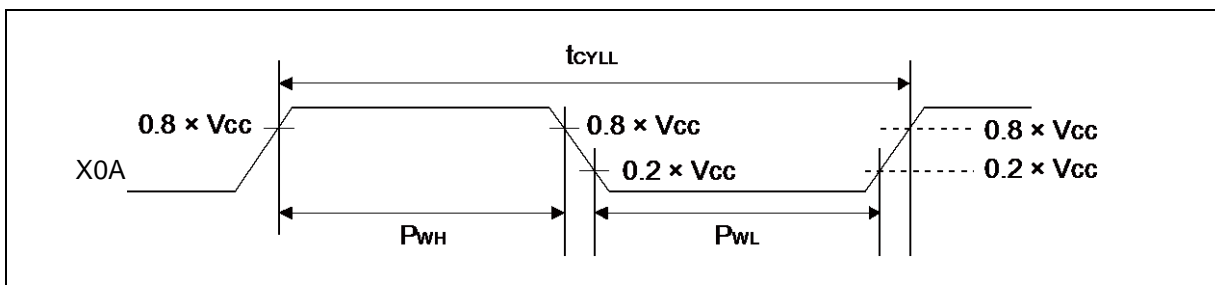 tCYLL
0.8 × Vcc
0.8 × Vcc
0.8 × Vcc
X0A
0.2 × Vcc
0.2 × Vcc
PWH
PWL